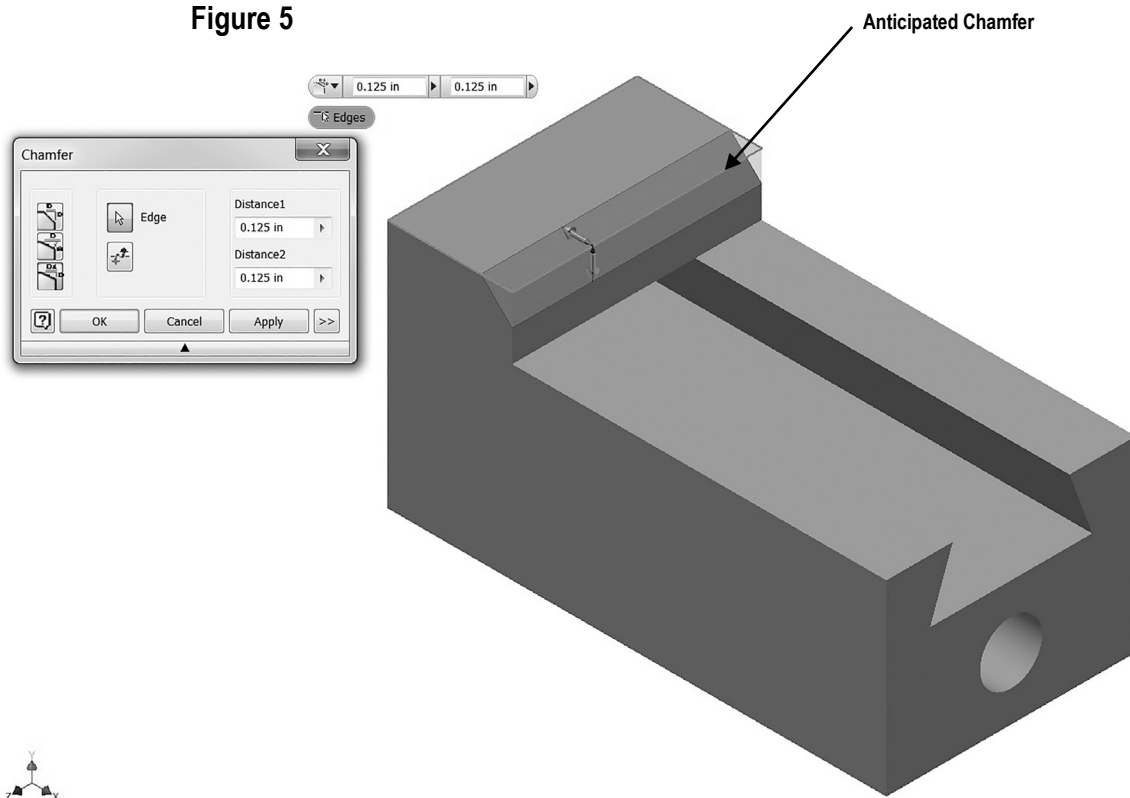 Figure 5
Anticipated Chamfer
0.125 in 0.125 in
Edges
Chamfer
Edge
Distance1
0.125 in
Distance2
0.125 in
OK Cancel Apply >>
Y
Z X